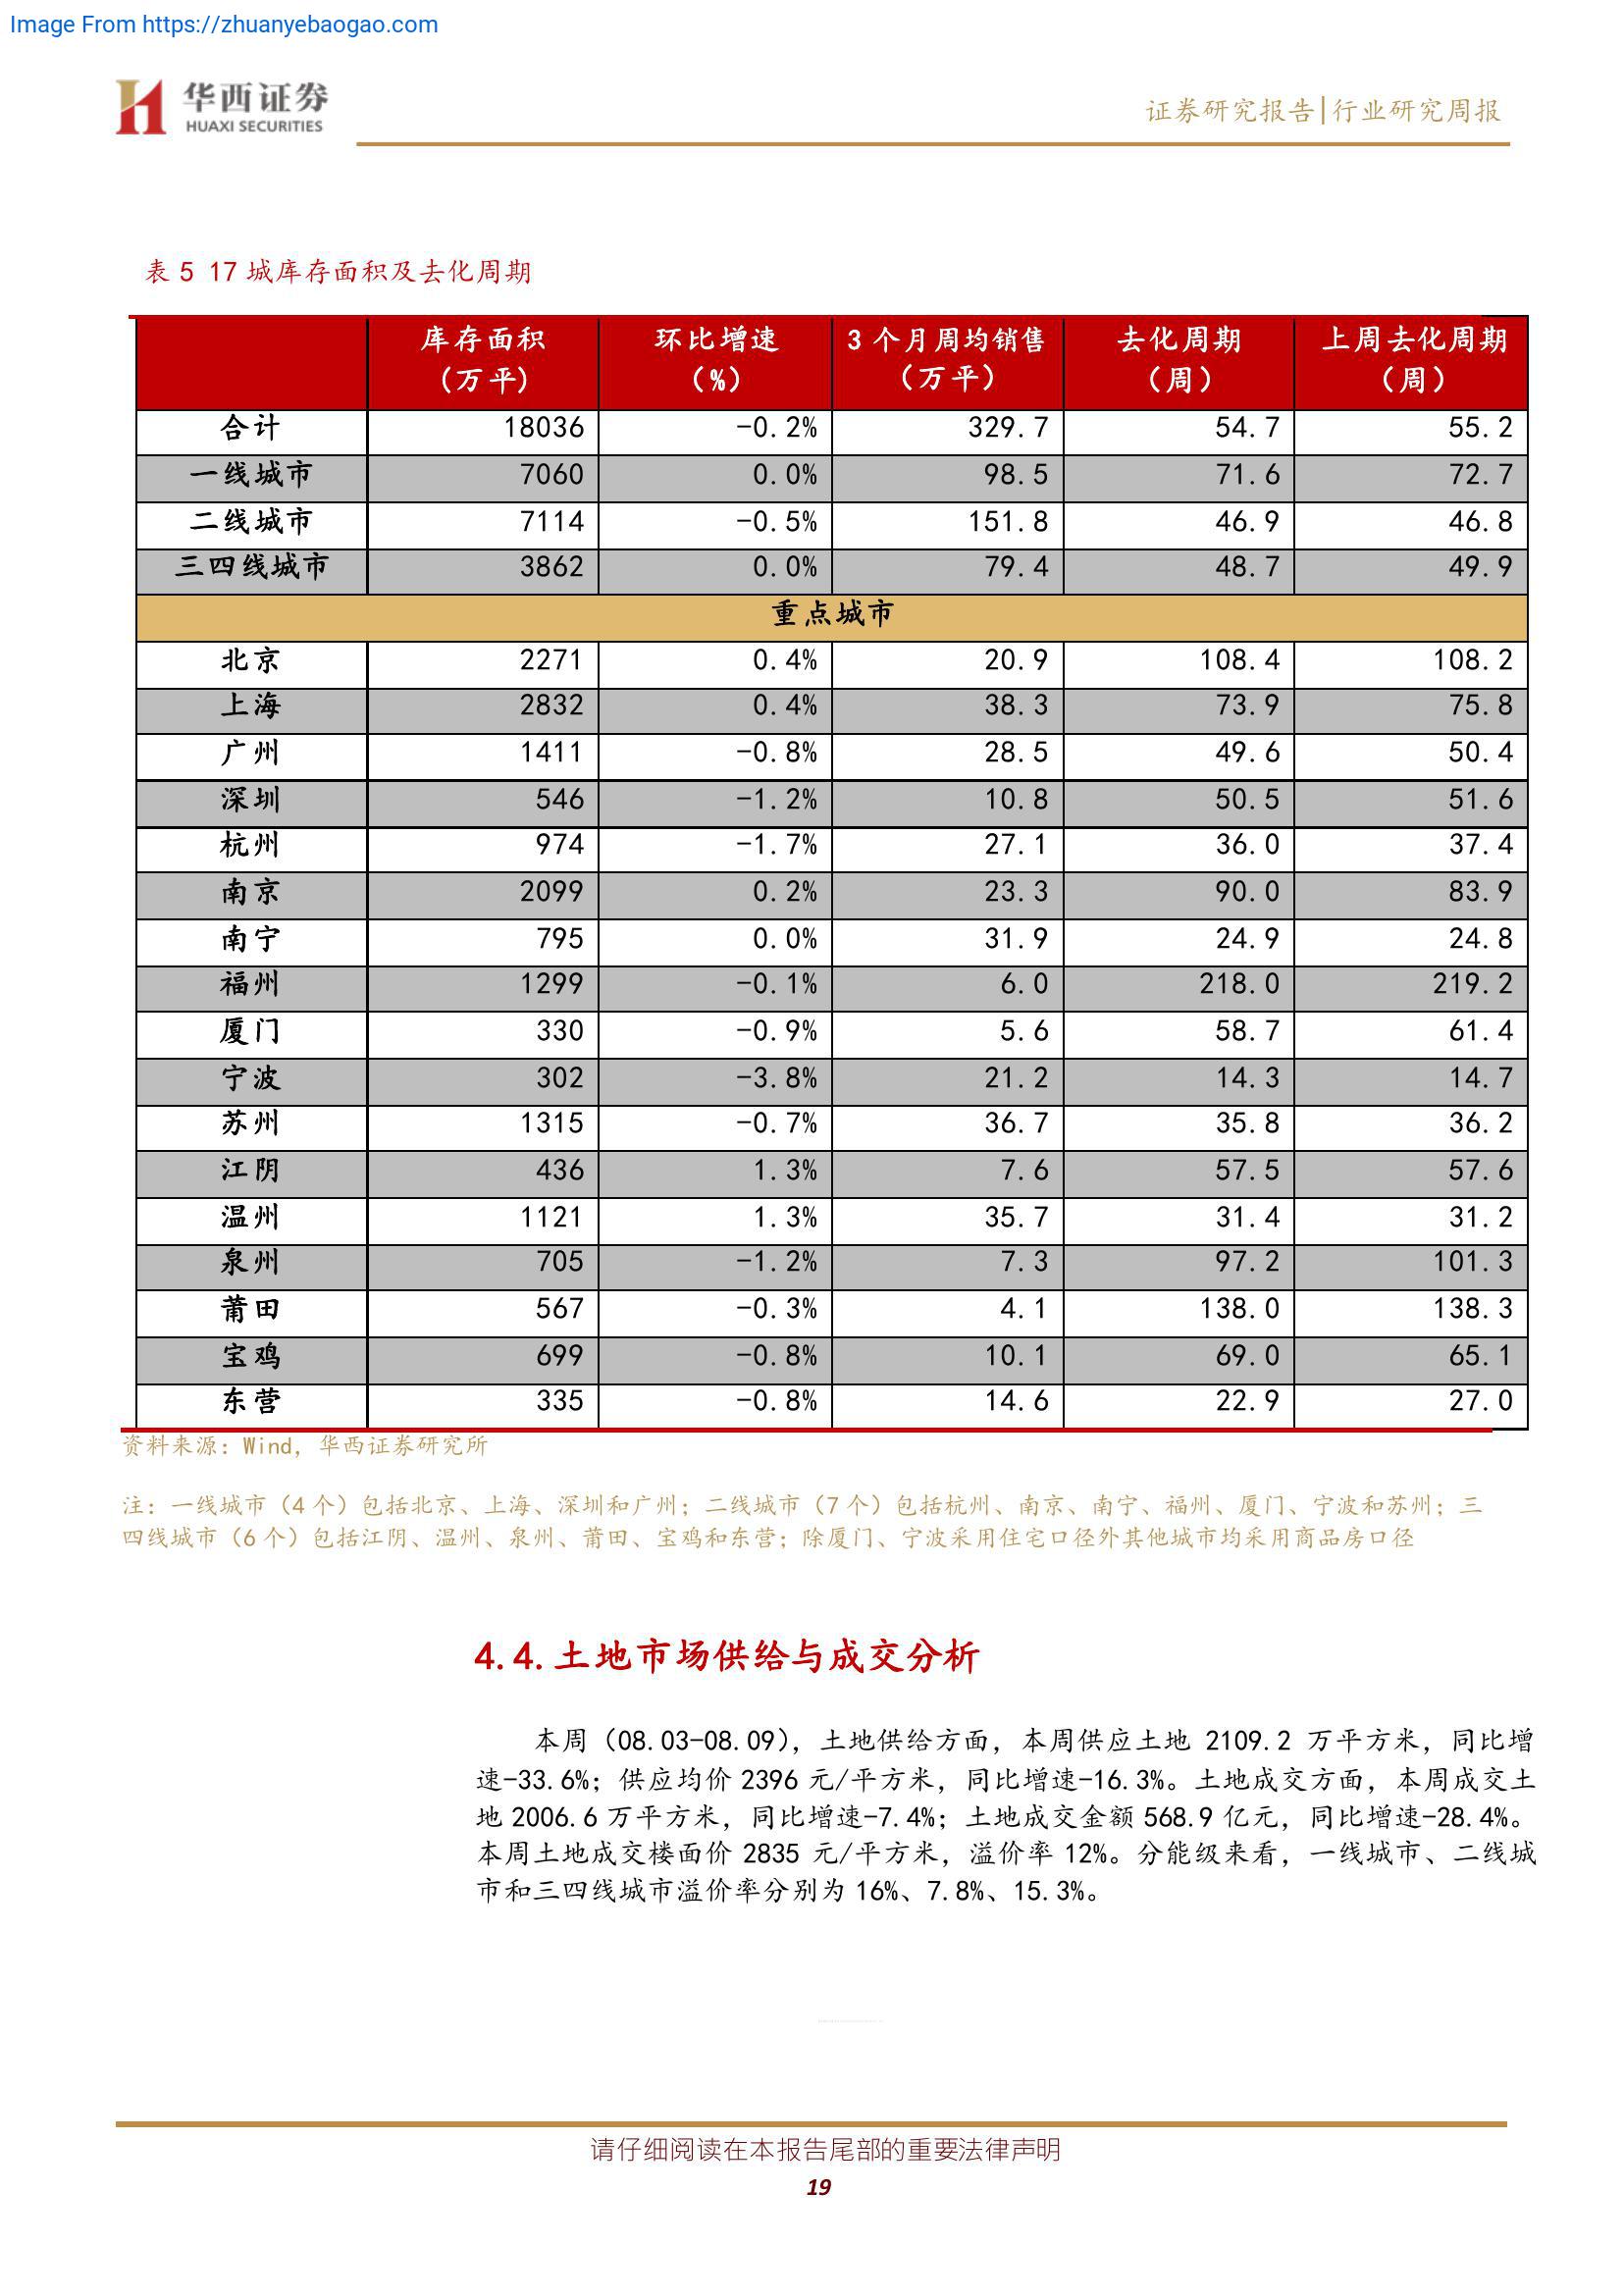 Image From https://zhuanyebaogao.com
华西证券
HUAXI SECURITIES
证券研究报告|行业研究周报
表 5 17 城库存面积及去化周期
库存面积（万平） 环比增速（%） 3 个月周均销售（万平） 去化周期（周） 上周去化周期（周）
合计 18036 -0.2% 329.7 54.7 55.2
一线城市 7060 0.0% 98.5 71.6 72.7
二线城市 7114 -0.5% 151.8 46.9 46.8
三四线城市 3862 0.0% 79.4 48.7 49.9
重点城市
北京 2271 0.4% 20.9 108.4 108.2
上海 2832 0.4% 38.3 73.9 75.8
广州 1411 -0.8% 28.5 49.6 50.4
深圳 546 -1.2% 10.8 50.5 51.6
杭州 974 -1.7% 27.1 36.0 37.4
南京 2099 0.2% 23.3 90.0 83.9
南宁 795 0.0% 31.9 24.9 24.8
福州 1299 -0.1% 6.0 218.0 219.2
厦门 330 -0.9% 5.6 58.7 61.4
宁波 302 -3.8% 21.2 14.3 14.7
苏州 1315 -0.7% 36.7 35.8 36.2
江阴 436 1.3% 7.6 57.5 57.6
温州 1121 1.3% 35.7 31.4 31.2
泉州 705 -1.2% 7.3 97.2 101.3
莆田 567 -0.3% 4.1 138.0 138.3
宝鸡 699 -0.8% 10.1 69.0 65.1
东营 335 -0.8% 14.6 22.9 27.0
资料来源：Wind，华西证券研究所
注：一线城市（4 个）包括北京、上海、深圳和广州；二线城市（7 个）包括杭州、南京、南宁、福州、厦门、宁波和苏州；三
四线城市（6 个）包括江阴、温州、泉州、莆田、宝鸡和东营；除厦门、宁波采用住宅口径外其他城市均采用商品房口径
4.4.土地市场供给与成交分析
本周（08.03-08.09），土地供给方面，本周供应土地 2109.2 万平方米，同比增
速-33.6%；供应均价 2396 元/平方米，同比增速-16.3%。土地成交方面，本周成交土
地 2006.6 万平方米，同比增速-7.4%；土地成交金额 568.9 亿元，同比增速-28.4%。
本周土地成交楼面价 2835 元/平方米，溢价率 12%。分能级来看，一线城市、二线城
市和三四线城市溢价率分别为 16%、7.8%、15.3%。
请仔细阅读在本报告尾部的重要法律声明
19